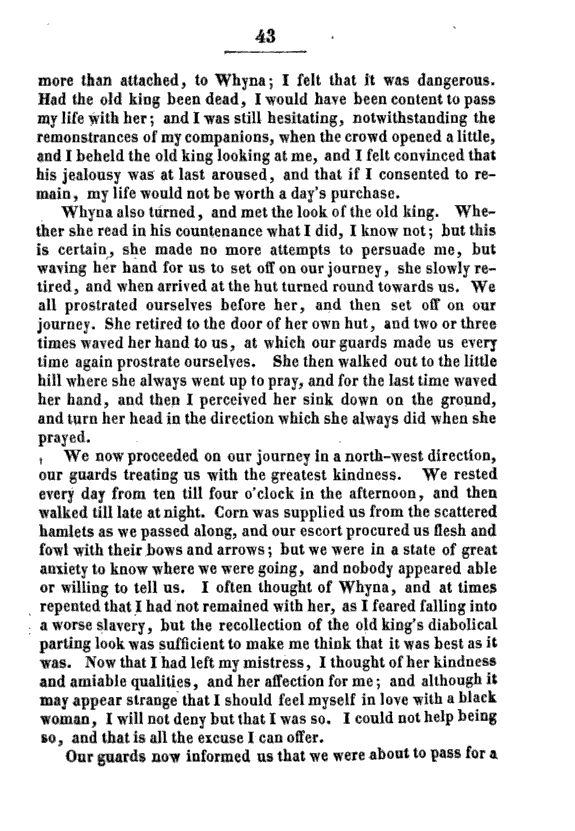 43
more than attached, to Whyna; I felt that it was dangerous.
Had the old king been dead, I would have been content to pass
my life with her; and I was still hesitating, notwithstanding the
remonstrances of my companions, when the crowd opened a little,
and I beheld the old king looking at me, and I felt convinced that
his jealousy was at last aroused, and that if I consented to re-
main, my life would not be worth a day's purchase.
Whyna also turned, and met the look of the old king. Whe-
ther she read in his countenance what I did, I know not; but this
is certain, she made no more attempts to persuade me, but
waving her hand for us to set off on our journey, she slowly re-
tired, and when arrived at the hut turned round towards us. We
all prostrated ourselves before her, and then set off on our
journey. She retired to the door of her own hut, and two or three
times waved her hand to us, at which our guards made us every
time again prostrate ourselves. She then walked out to the little
hill where she always went up to pray, and for the last time waved
her hand, and then I perceived her sink down on the ground,
and turn her head in the direction which she always did when she
prayed.
We now proceeded on our journey in a north-west direction,
our guards treating us with the greatest kindness. We rested
every day from ten till four o'clock in the afternoon, and then
walked till late at night. Corn was supplied us from the scattered
hamlets as we passed along, and our escort procured us flesh and
fowl with their bows and arrows; but we were in a state of great
anxiety to know where we were going, and nobody appeared able
or willing to tell us. I often thought of Whyna, and at times
repented that I had not remained with her, as I feared falling into
a worse slavery, but the recollection of the old king's diabolical
parting look was sufficient to make me think that it was best as it
was. Now that I had left my mistress, I thought of her kindness
and amiable qualities, and her affection for me; and although it
may appear strange that I should feel myself in love with a black
woman, I will not deny but that I was so. I could not help being
so, and that is all the excuse I can offer.
Our guards now informed us that we were about to pass for a